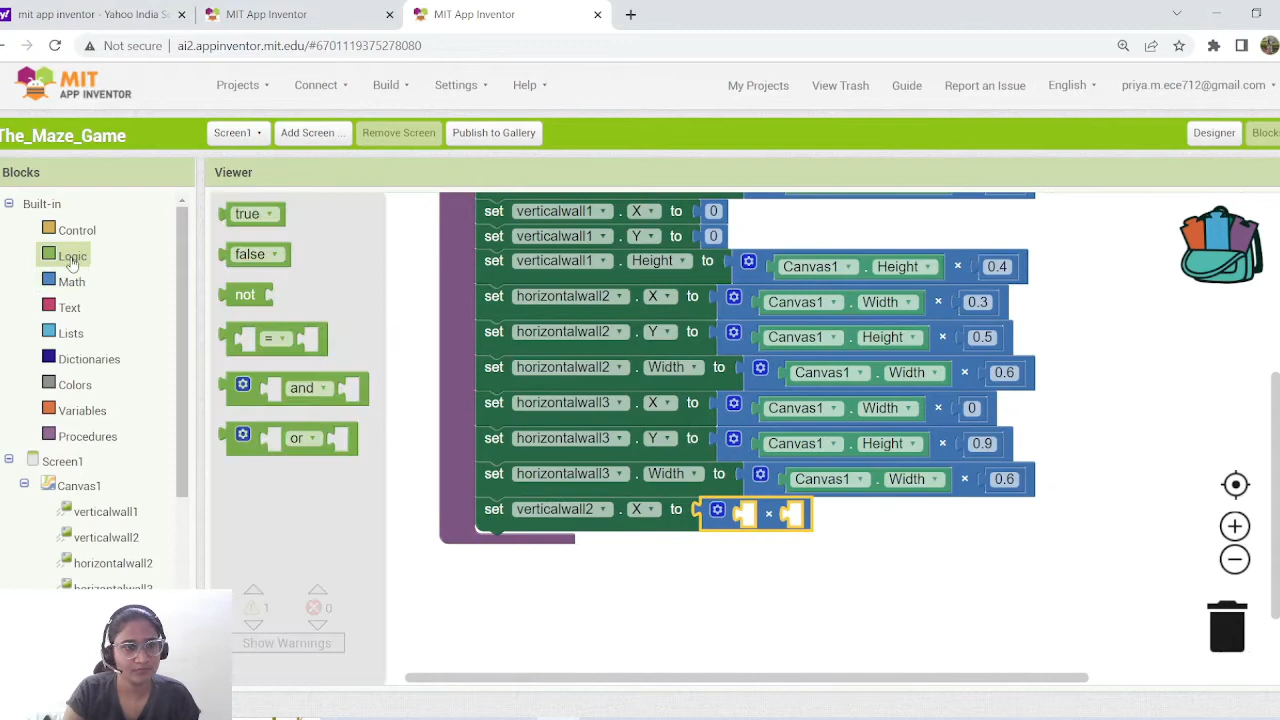 mit app inventor - Yahoo India S
MIT App Inventor
MIT App Inventor
Not secure
ai2.appinventor.mit.edu/#6701119375278080
MIT
APP INVENTOR
Projects
Connect
Build
Settings
Help
My Projects
View Trash
Guide
Report an Issue
English
priya.m.ece712@gmail.com
The_Maze_Game
Screen1
Add Screen ...
Remove Screen
Publish to Gallery
Designer
Block
Blocks
Viewer
Built-in
Control
Logic
Math
Text
Lists
Dictionaries
Colors
Variables
Procedures
Screen1
Canvas1
verticalwall1
verticalwall2
horizontalwall2
horizontalwall3
true
false
not
=
and
or
set verticalwall1 . X to 0
set verticalwall1 . Y to 0
set verticalwall1 . Height to Canvas1 . Height × 0.4
set horizontalwall2 . X to Canvas1 . Width × 0.3
set horizontalwall2 . Y to Canvas1 . Height × 0.5
set horizontalwall2 . Width to Canvas1 . Width × 0.6
set horizontalwall3 . X to Canvas1 . Width × 0
set horizontalwall3 . Y to Canvas1 . Height × 0.9
set horizontalwall3 . Width to Canvas1 . Width × 0.6
set verticalwall2 . X to ×
1
0
Show Warnings